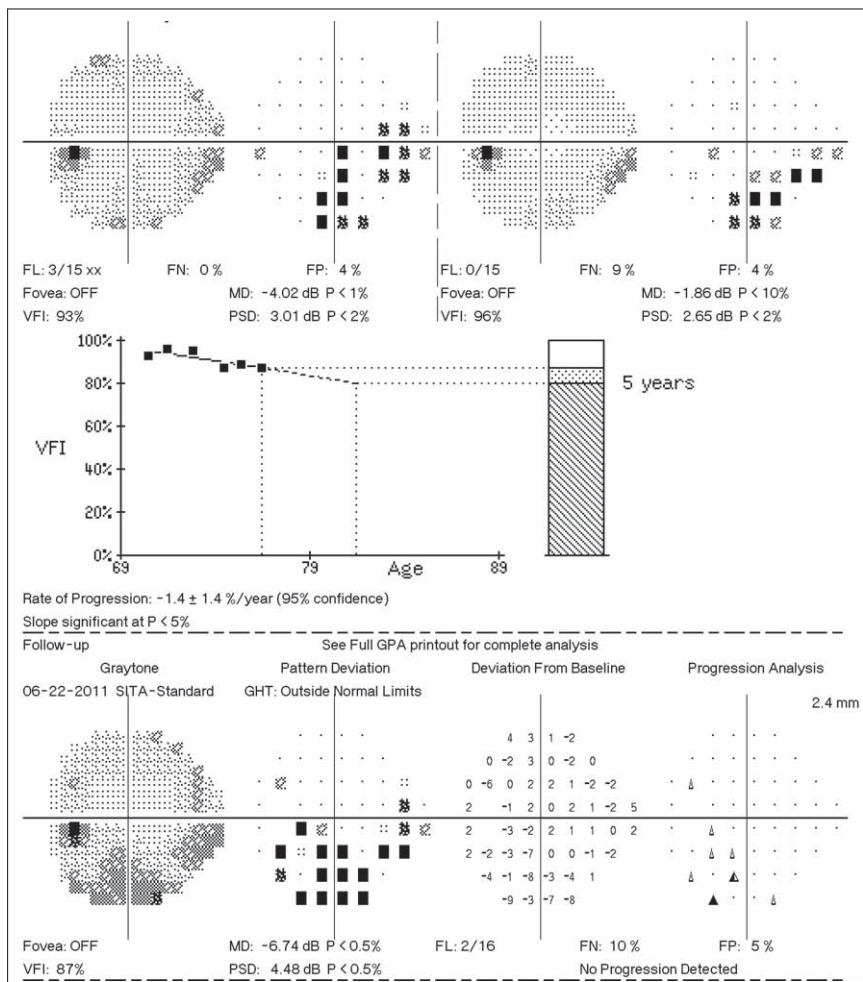 FL: 3/15 xx FN: 0 % FP: 4 % FL: 0/15 FN: 9 % FP: 4 %
Fovea: OFF MD: -4.02 dB P < 1% Fovea: OFF MD: -1.86 dB P < 10%
VFI: 93% PSD: 3.01 dB P < 2% VFI: 96% PSD: 2.65 dB P < 2%
100%
80%
60%
VFI
40%
20%
0%
69 79 Age 89
5 years
Rate of Progression: -1.4 ± 1.4 %/year (95% confidence)
Slope significant at P < 5%
Follow-up See Full GPA printout for complete analysis
Graytone Pattern Deviation Deviation From Baseline Progression Analysis
06-22-2011 SITA-Standard GHT: Outside Normal Limits
2.4 mm
4 3 1 -2
0 -2 3 0 -2 0
0 -6 0 2 2 1 -2 -2
2 -1 2 0 2 1 -2 5
2 -3 -2 2 1 1 0 2
2 -2 -3 -7 0 0 -1 -2
-4 -1 -8 -3 -4 1
-9 -3 -7 -8
Fovea: OFF MD: -6.74 dB P < 0.5% FL: 2/16 FN: 10 % FP: 5 %
VFI: 87% PSD: 4.48 dB P < 0.5% No Progression Detected